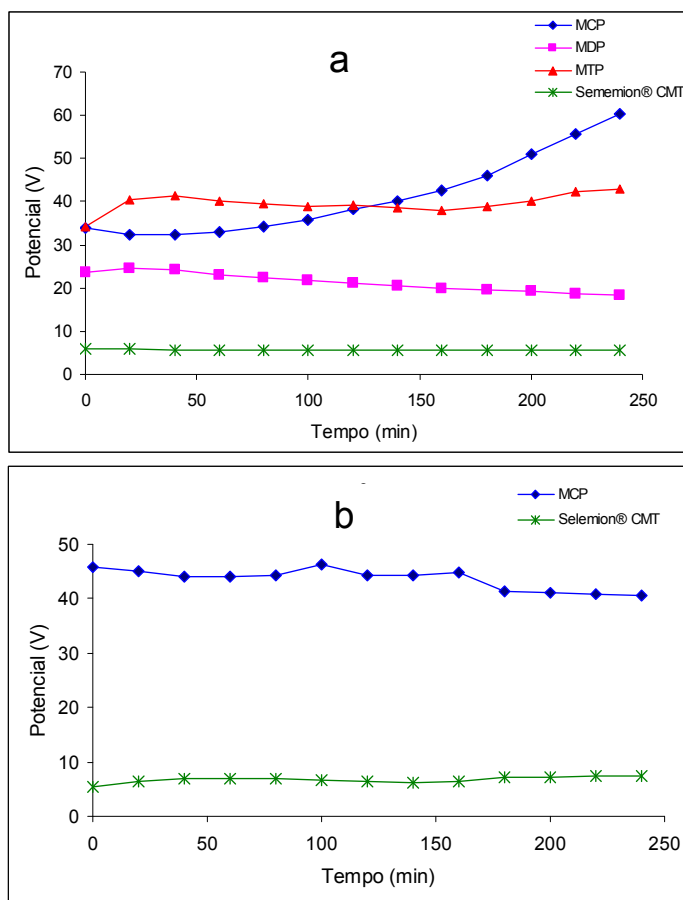 a
MCP
MDP
MTP
Sememion® CMT
70
60
50
40
30
20
10
0
Potencial (V)
0 50 100 150 200 250
Tempo (min)
b
MCP
Selemion® CMT
50
40
30
20
10
0
Potencial (V)
0 50 100 150 200 250
Tempo (min)